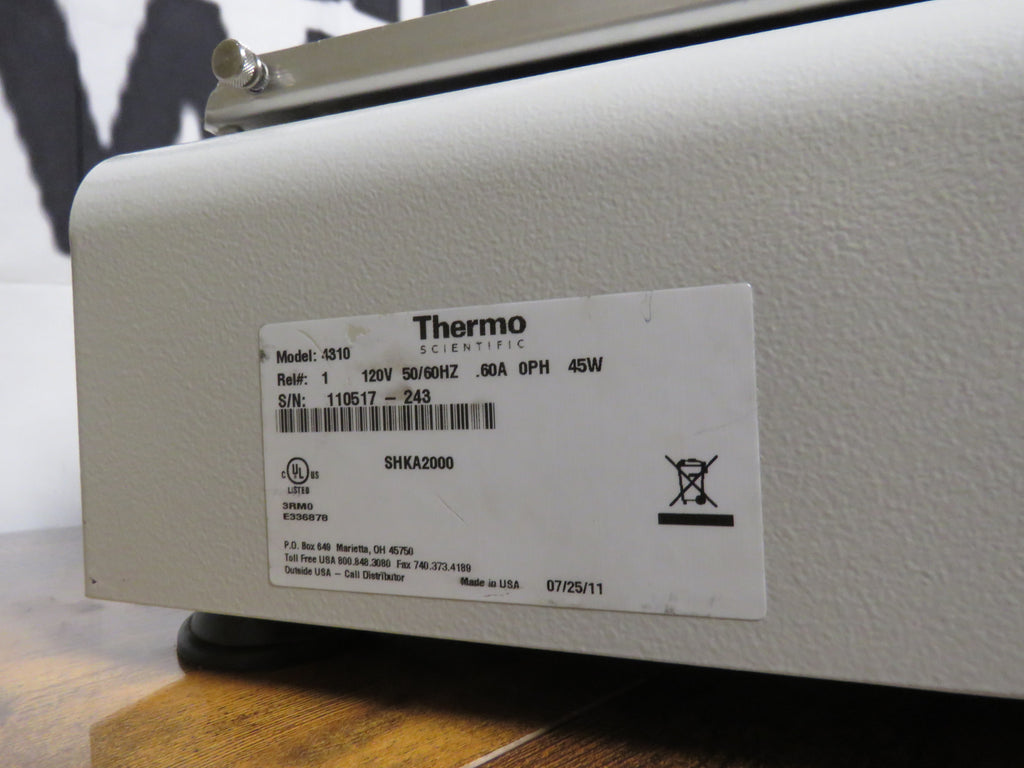 Thermo
SCIENTIFIC
Model: 4310
Rel#: 1 120V 50/60HZ .60A 0PH 45W
S/N: 110517 - 243
SHKA2000
C UL US
LISTED
3RM0
E336878
P.O. Box 649 Marietta, OH 45750
Toll Free USA 800.848.3080 Fax 740.373.4189
Outside USA - Call Distributor
Made in USA 07/25/11